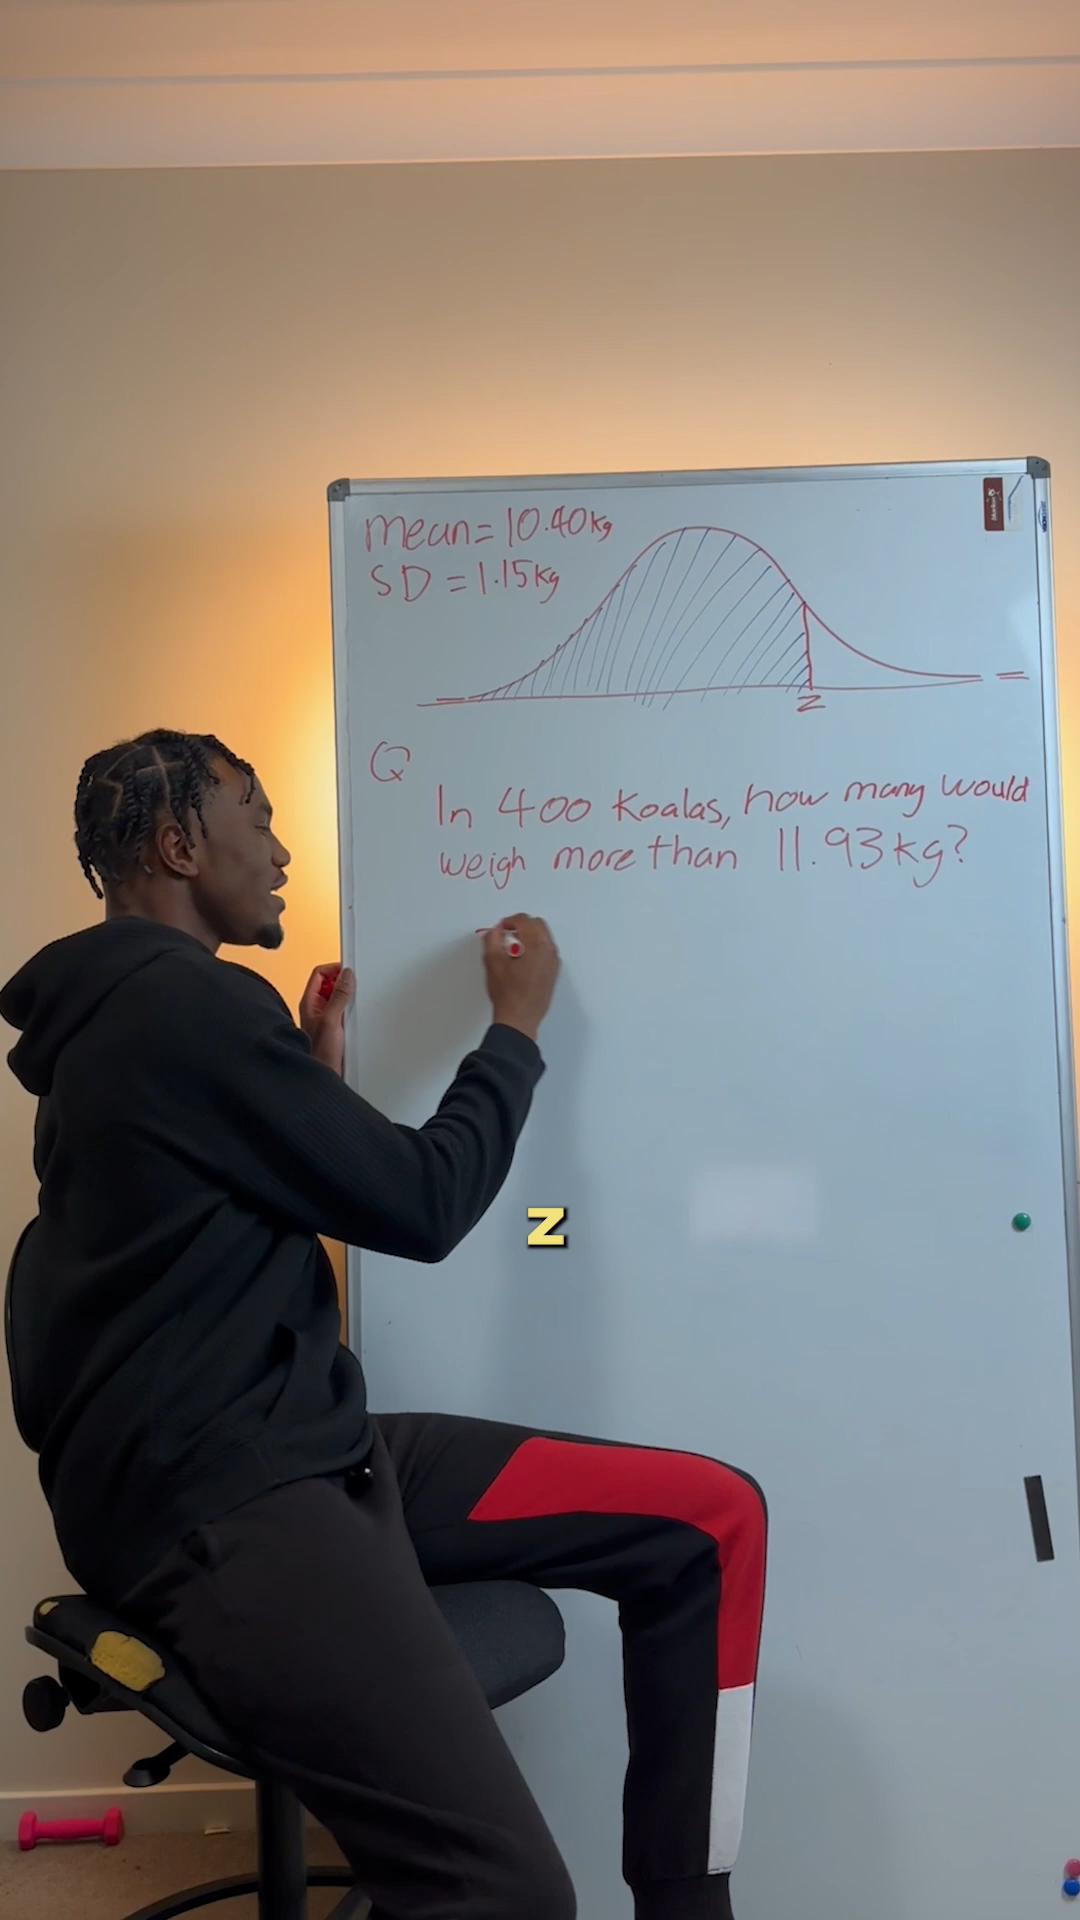 mean = 10.40kg
SD = 1.15kg
z
Q
In 400 Koalas, how many would
weigh more than 11.93kg?
Z